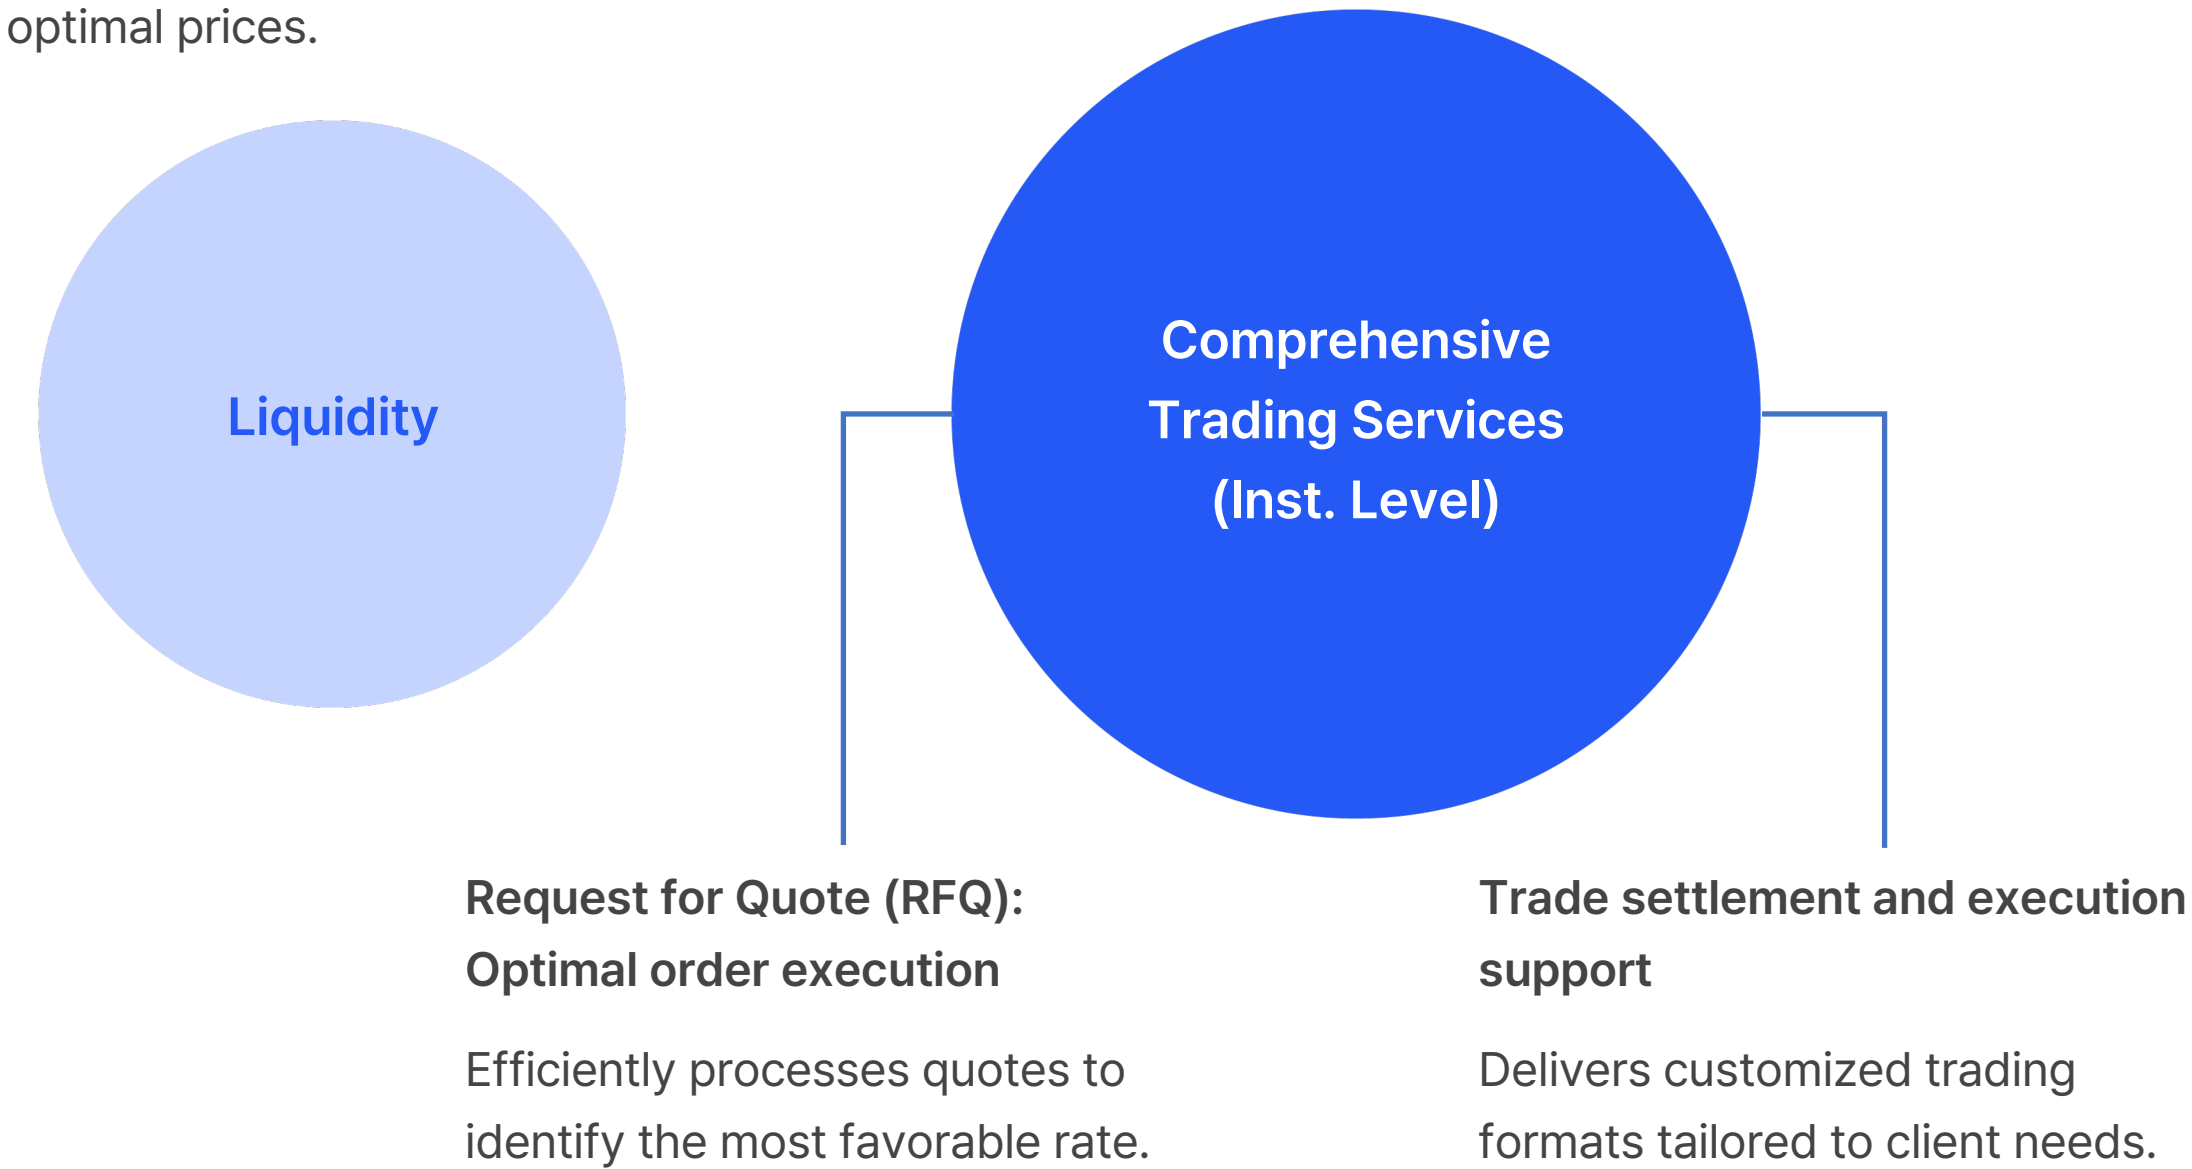 optimal prices.
Liquidity
Comprehensive
Trading Services
(Inst. Level)
Request for Quote (RFQ):
Optimal order execution
Efficiently processes quotes to
identify the most favorable rate.
Trade settlement and execution
support
Delivers customized trading
formats tailored to client needs.